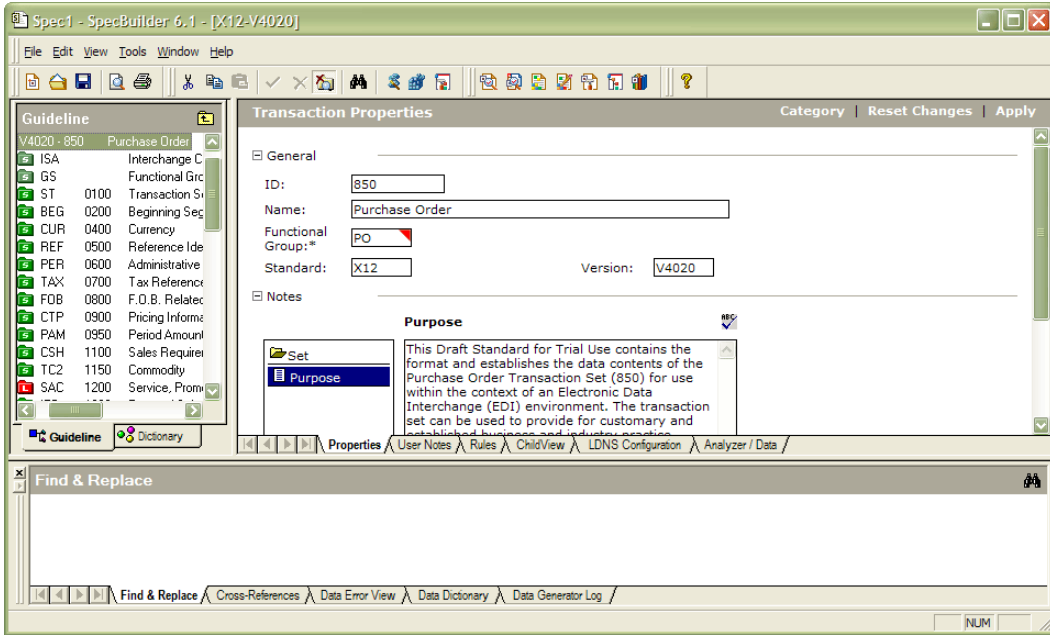 Spec1 - SpecBuilder 6.1 - [X12-V4020]
File Edit View Tools Window Help
Guideline
V4020 - 850 Purchase Order
ISA Interchange C
GS Functional Grc
ST 0100 Transaction S
BEG 0200 Beginning Seg
CUR 0400 Currency
REF 0500 Reference Ide
PER 0600 Administrative
TAX 0700 Tax Reference
FOB 0800 F.O.B. Related
CTP 0900 Pricing Informa
PAM 0950 Period Amount
CSH 1100 Sales Requirer
TC2 1150 Commodity
SAC 1200 Service, Promo
Guideline Dictionary
Transaction Properties Category | Reset Changes | Apply
General
ID: 850
Name: Purchase Order
Functional Group:* PO
Standard: X12 Version: V4020
Notes
Purpose ABC
Set
Purpose
This Draft Standard for Trial Use contains the
format and establishes the data contents of the
Purchase Order Transaction Set (850) for use
within the context of an Electronic Data
Interchange (EDI) environment. The transaction
set can be used to provide for customary and
established business and industry practice
Properties User Notes Rules ChildView LDNS Configuration Analyzer / Data
Find & Replace
Find & Replace Cross-References Data Error View Data Dictionary Data Generator Log
NUM